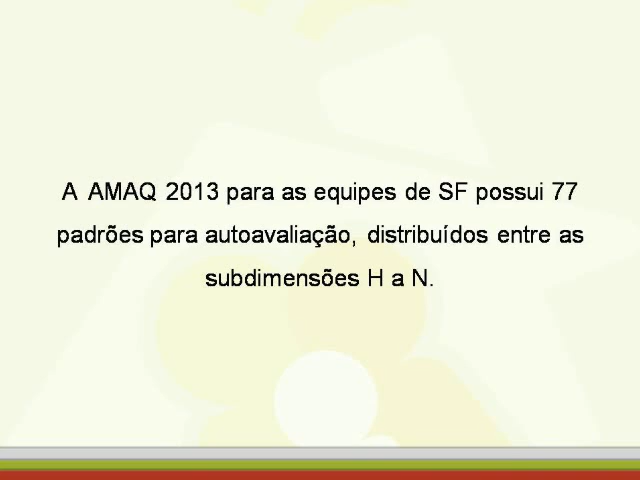 A AMAQ 2013 para as equipes de SF possui 77
padrões para autoavaliação, distribuídos entre as
subdimensões H a N.